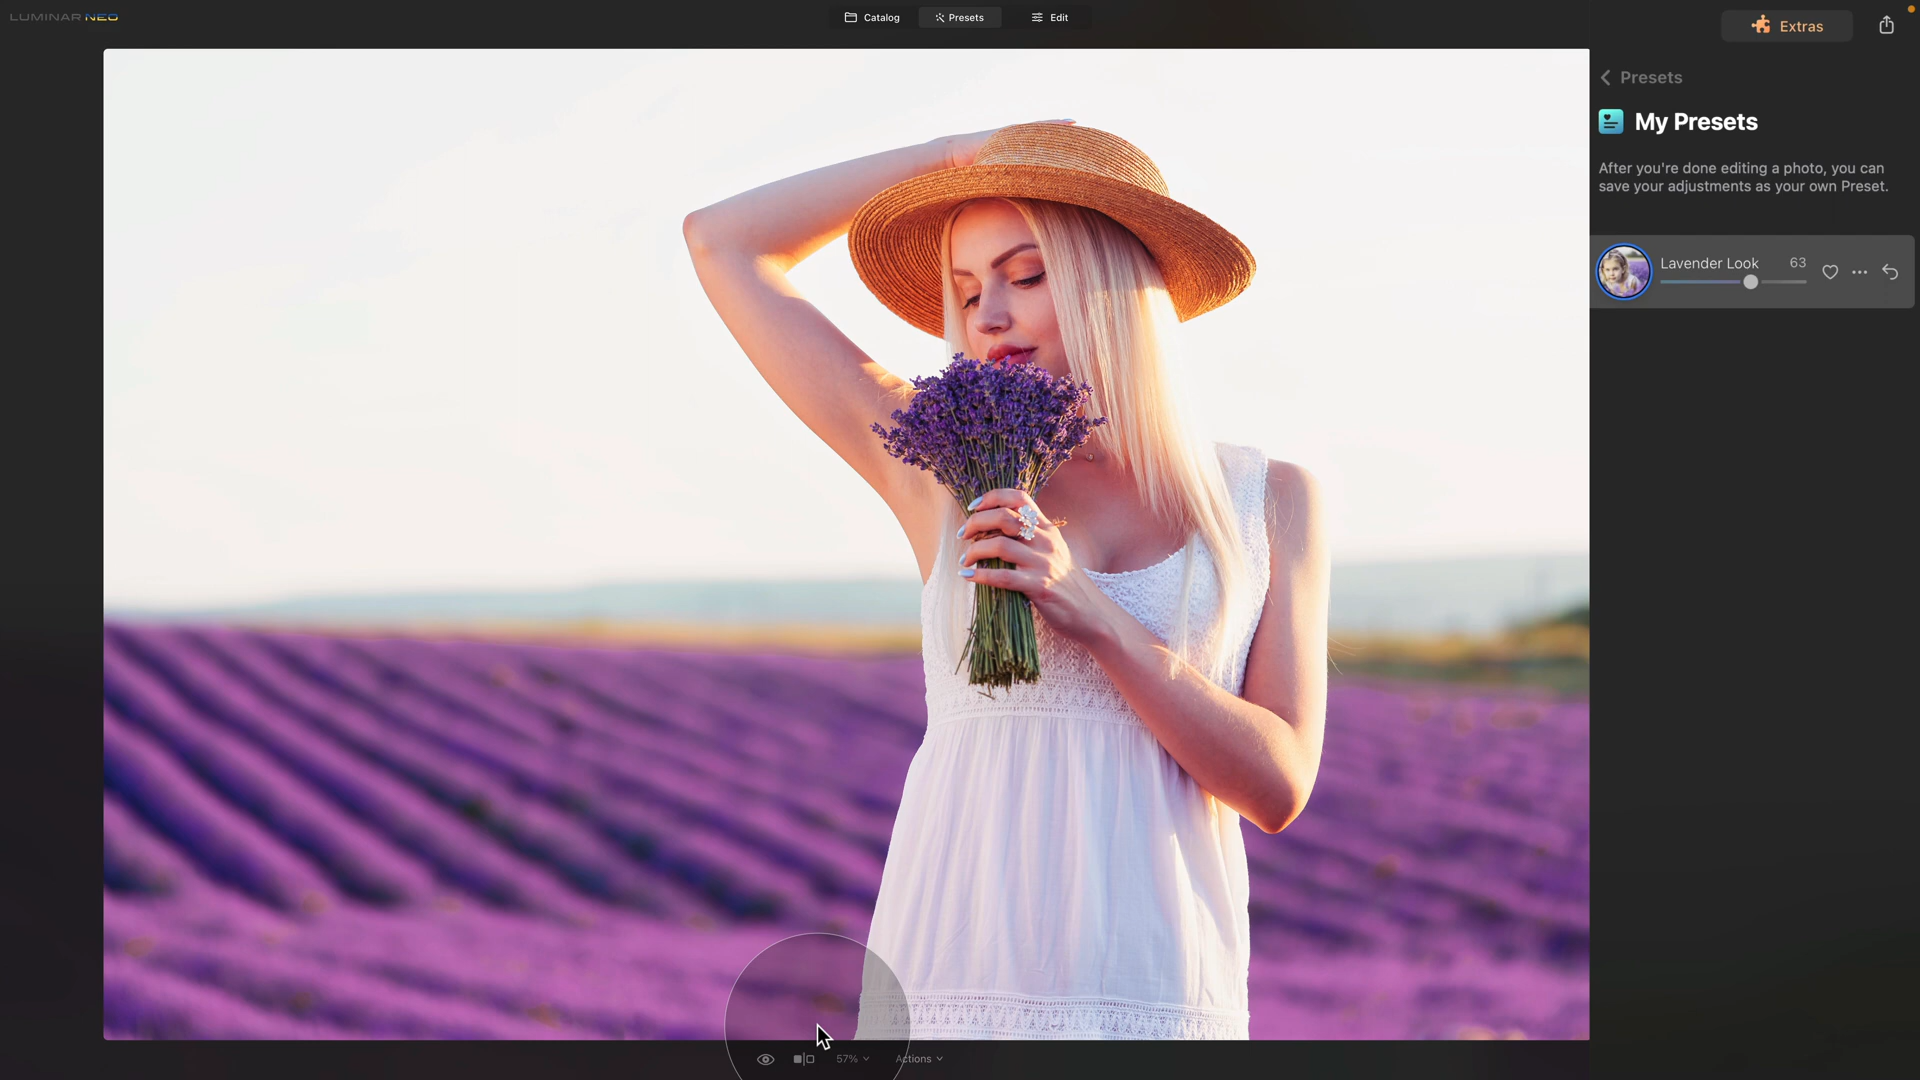 LUMINAR NEO
Catalog
Presets
Edit
Extras
Presets
My Presets
After you're done editing a photo, you can
save your adjustments as your own Preset.
Lavender Look
63
57%
Actions